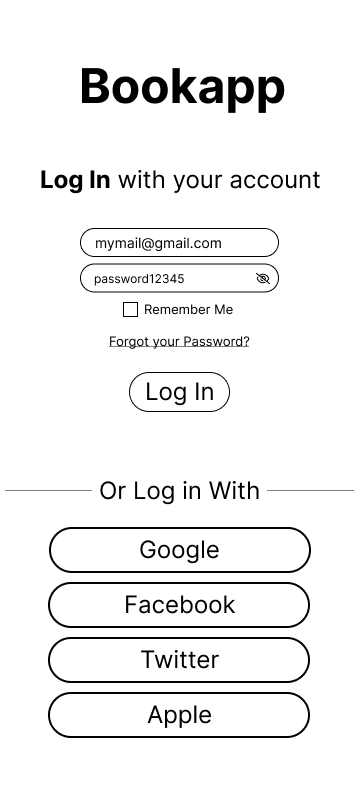 Bookapp
Log In with your account
mymail@gmail.com
password12345
Remember Me
Forgot your Password?
Log In
Or Log in With
Google
Facebook
Twitter
Apple